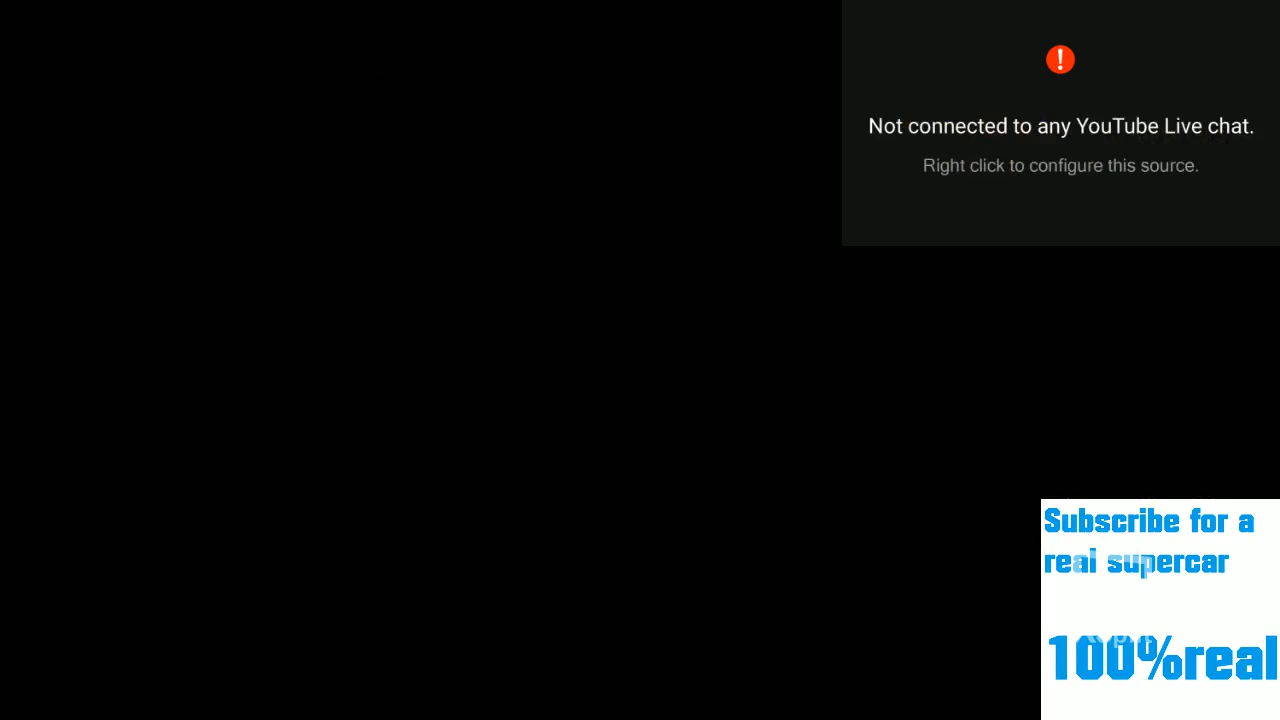 Not connected to any YouTube Live chat.
Right click to configure this source.
Subscribe for a
real supercar
100%real